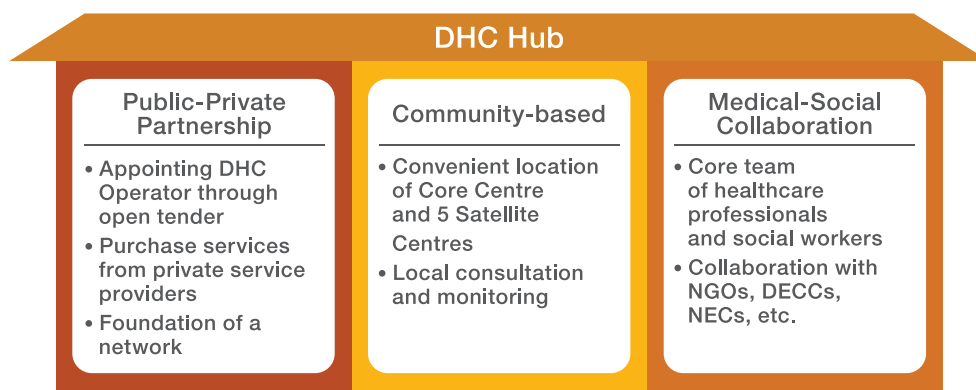 DHC Hub
Public-Private
Partnership
• Appointing DHC
Operator through
open tender
• Purchase services
from private service
providers
• Foundation of a
network
Community-based
• Convenient location
of Core Centre
and 5 Satellite
Centres
• Local consultation
and monitoring
Medical-Social
Collaboration
• Core team
of healthcare
professionals
and social workers
• Collaboration with
NGOs, DECCs,
NECs, etc.